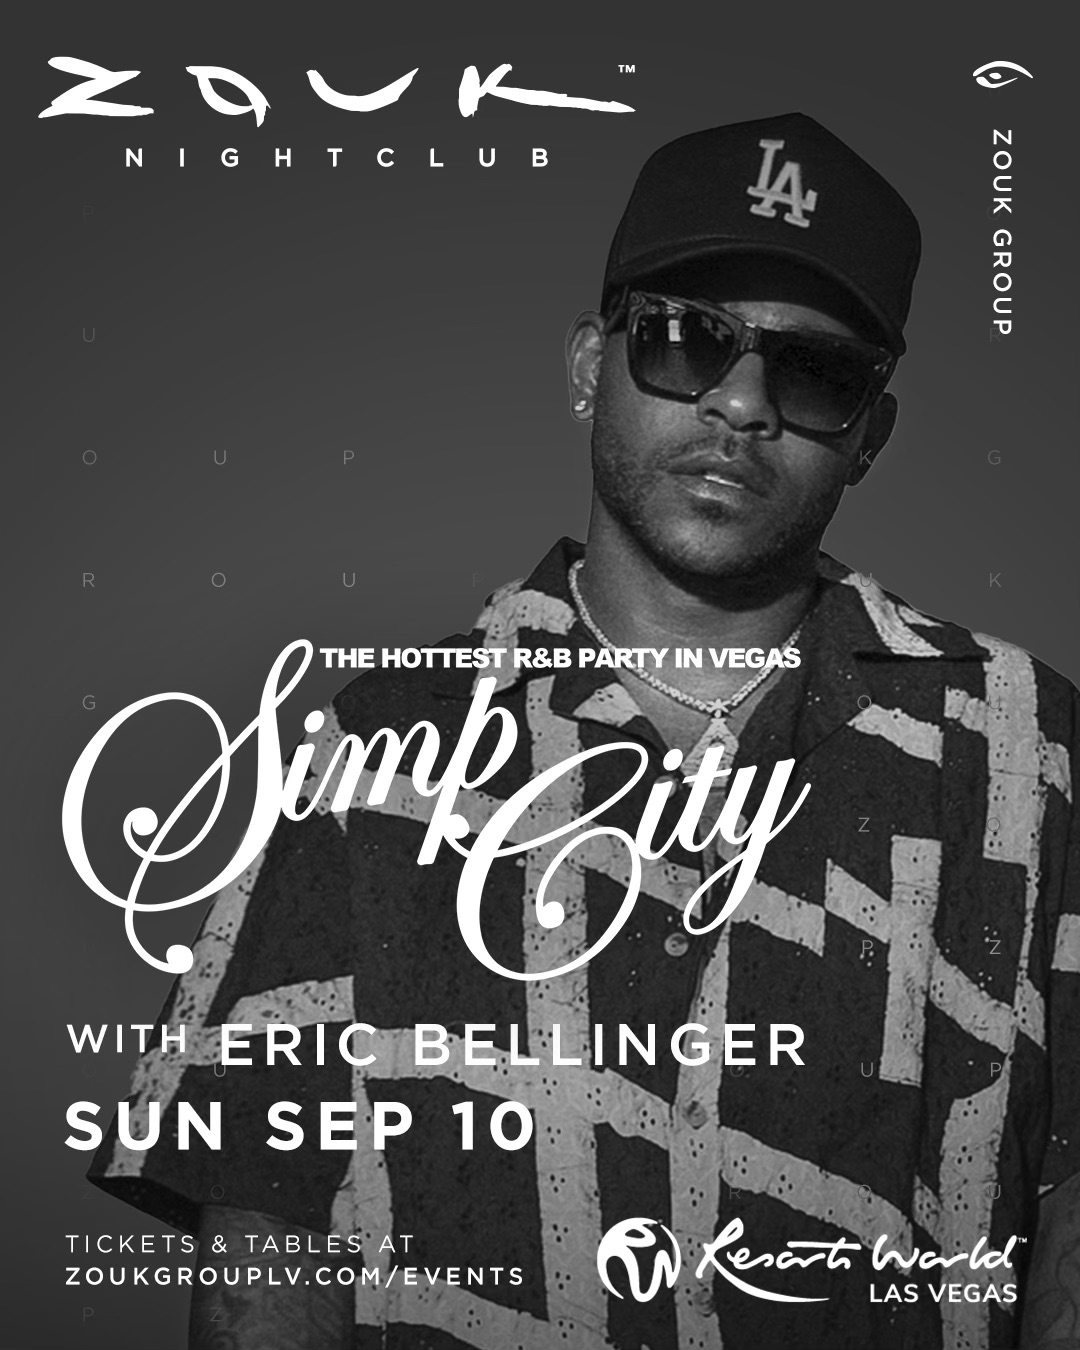 ZOUK™
NIGHTCLUB
ZOUK GROUP
LA
THE HOTTEST R&B PARTY IN VEGAS
Simp City
WITH ERIC BELLINGER
SUN SEP 10
TICKETS & TABLES AT
ZOUKGROUPLV.COM/EVENTS
RW
Resorts World™
LAS VEGAS